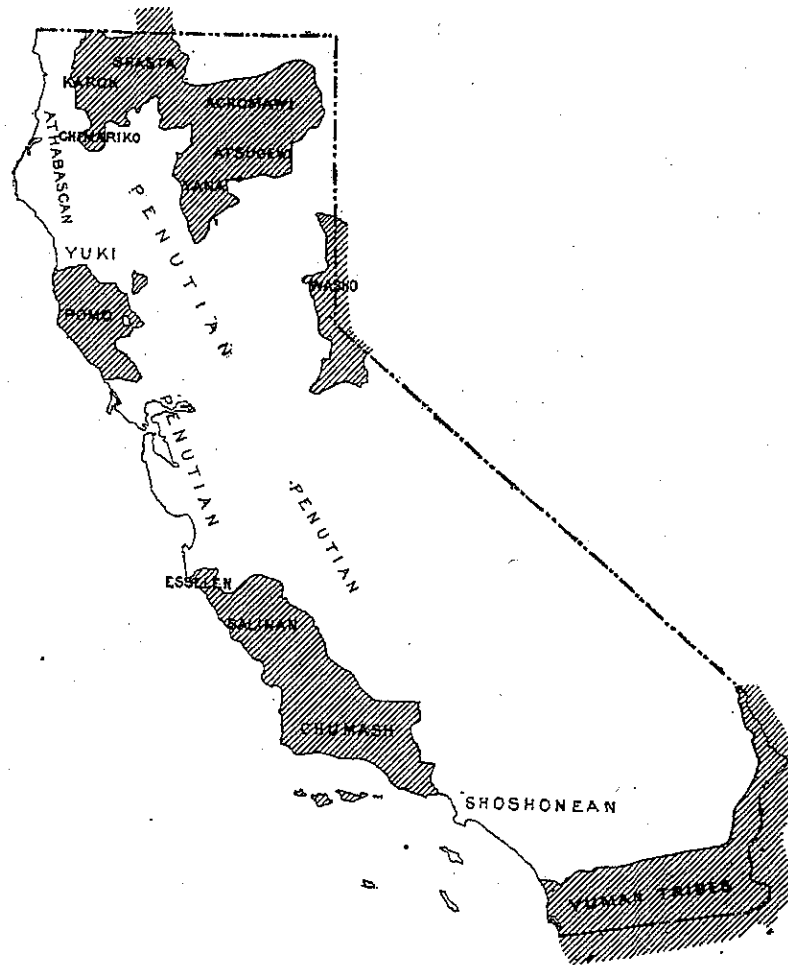 SHASTA
KAROK
ACHOMAWI
CHIMARIKO
ATHABASCAN
ATSUGEWI
YANA
PENUTIAN
YUKI
WASHO
POMO
PENUTIAN
PENUTIAN
ESSELEN
SALINAN
CHUMASH
SHOSHONEAN
YUMAN TRIBES